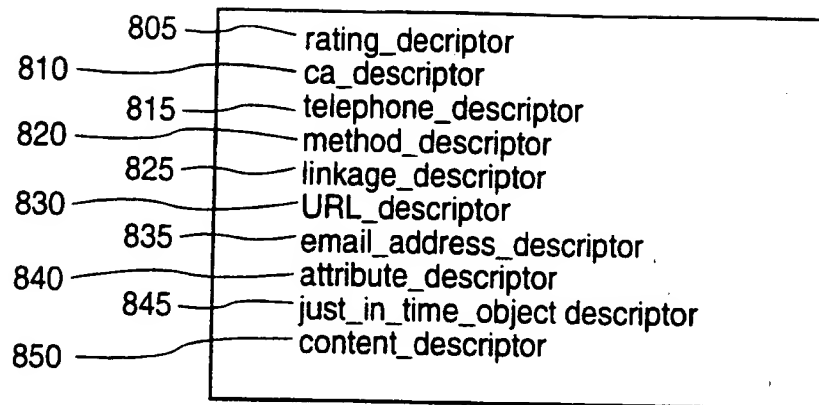 805 rating_decriptor
810 ca_descriptor
815 telephone_descriptor
820 method_descriptor
825 linkage_descriptor
830 URL_descriptor
835 email_address_descriptor
840 attribute_descriptor
845 just_in_time_object descriptor
850 content_descriptor